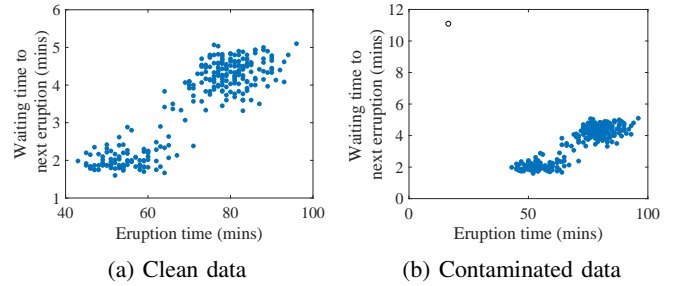 6
5
4
3
2
1
Waiting time to
next eruption (mins)
40
60
80
100
Eruption time (mins)
(a) Clean data
12
10
8
6
4
2
0
Waiting time to
next erruption (mins)
0
50
100
Eruption time (mins)
(b) Contaminated data